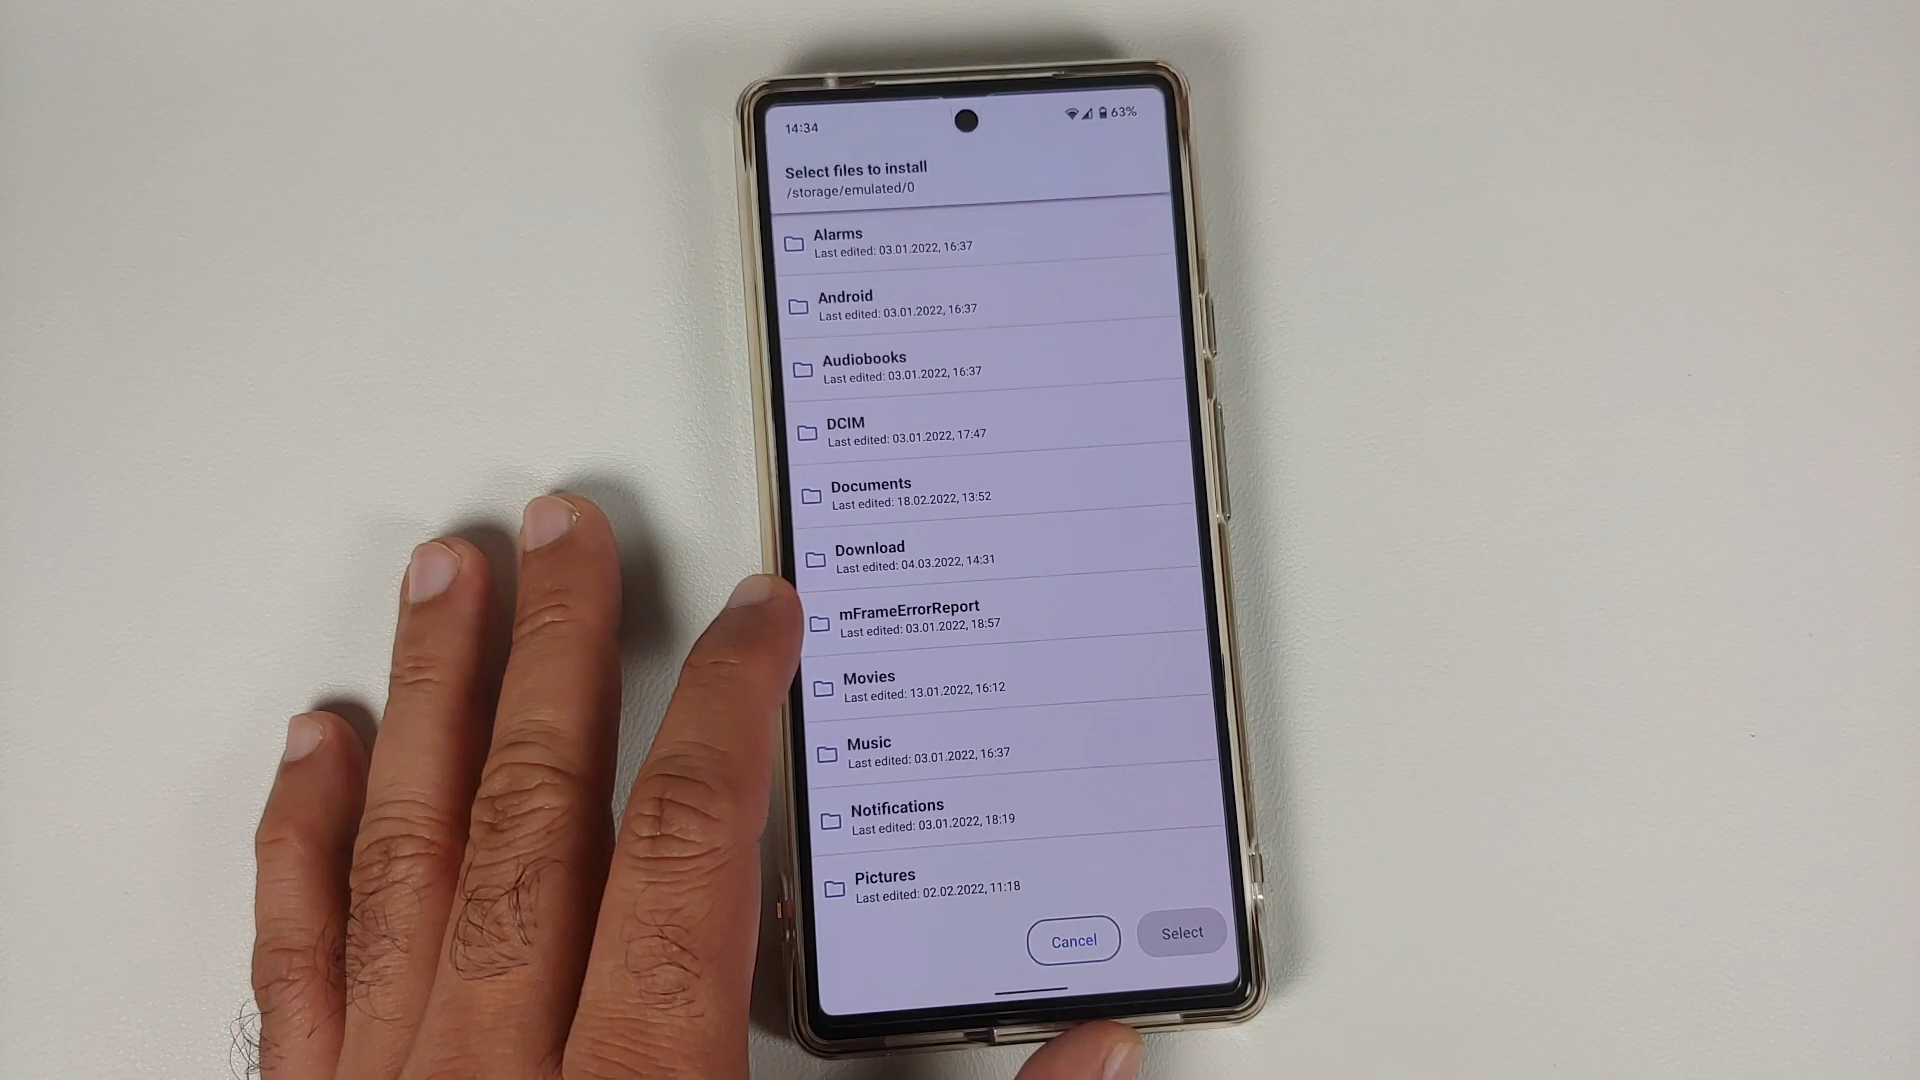 14:34
63%
Select files to install
/storage/emulated/0
Alarms
Last edited: 03.01.2022, 16:37
Android
Last edited: 03.01.2022, 16:37
Audiobooks
Last edited: 03.01.2022, 16:37
DCIM
Last edited: 03.01.2022, 17:47
Documents
Last edited: 18.02.2022, 13:52
Download
Last edited: 04.03.2022, 14:31
mFrameErrorReport
Last edited: 03.01.2022, 18:57
Movies
Last edited: 13.01.2022, 16:12
Music
Last edited: 03.01.2022, 16:37
Notifications
Last edited: 03.01.2022, 18:19
Pictures
Last edited: 02.02.2022, 11:18
Cancel
Select